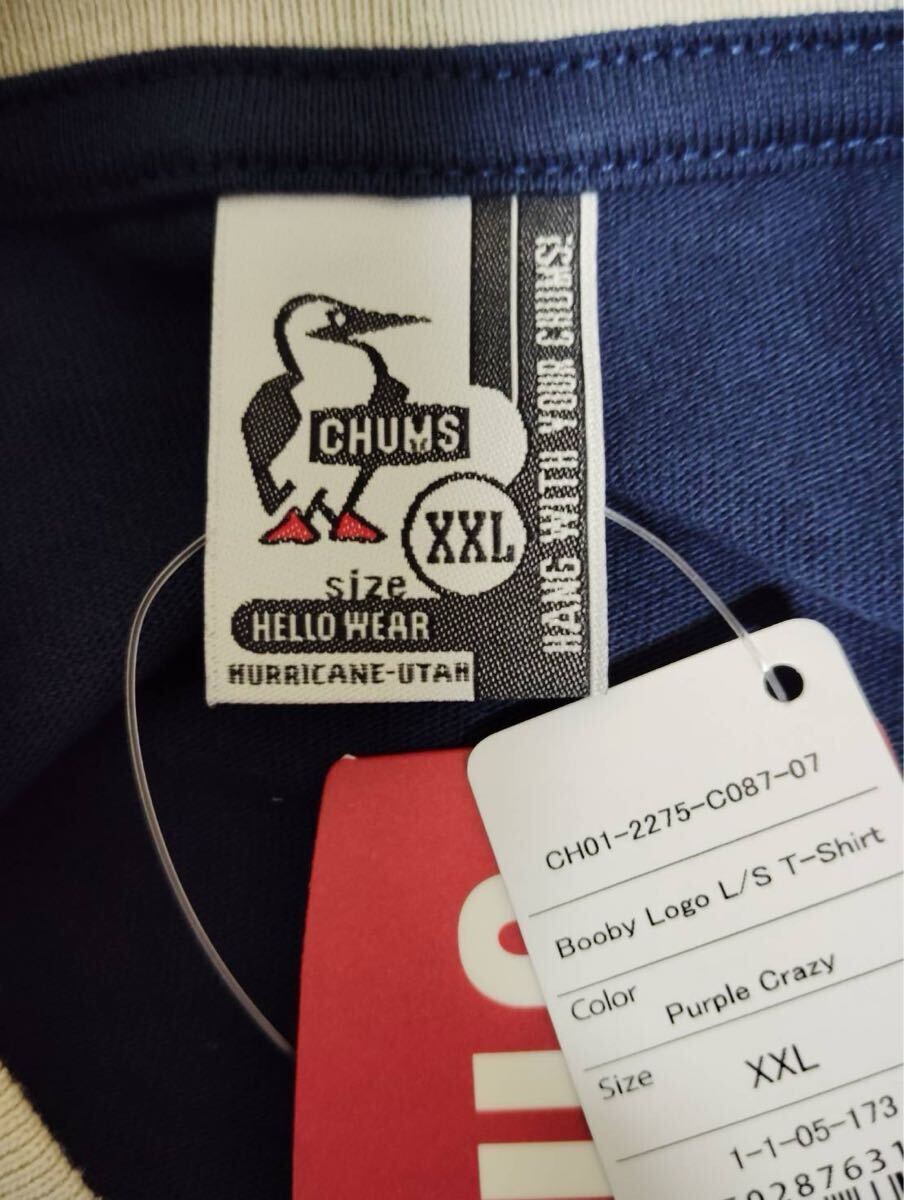 CHUMS
XXL
size
HELLO WEAR
HURRICANE-UTAH
HANG WITH YOUR CHUMS!
CH01-2275-C087-07
Booby Logo L/S T-Shirt
Color Purple Crazy
Size XXL
1-1-05-173